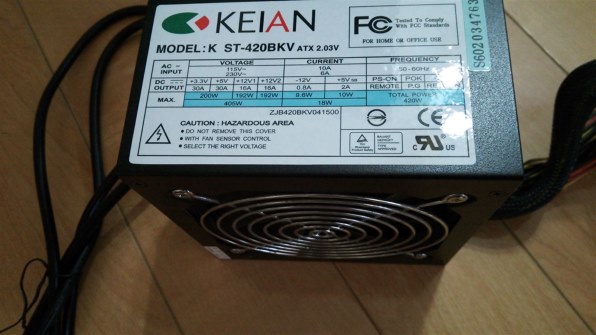 KEIAN
FC
Tested To Comply
With FCC Standards
FOR HOME OR OFFICE USE
MODEL: K ST-420BKV ATX 2.03V
AC ~ INPUT
VOLTAGE
115V~
230V~
CURRENT
10A
6A
FREQUENCY
50~60Hz
DC OUTPUT
+3.3V +5V +12V1 +12V2 -12V +5VSB PS-ON POK
30A 30A 16A 16A 0.8A 2A REMOTE P.G
MAX.
200W 192W 192W 9.6W 10W TOTAL POWER
408W 18W 420W
ZJB420BKV041500
CAUTION : HAZARDOUS AREA
● DO NOT REMOVE THIS COVER
● WITH FAN SENSOR CONTROL
● SELECT THE RIGHT VOLTAGE
CE
c RU US
S602034763